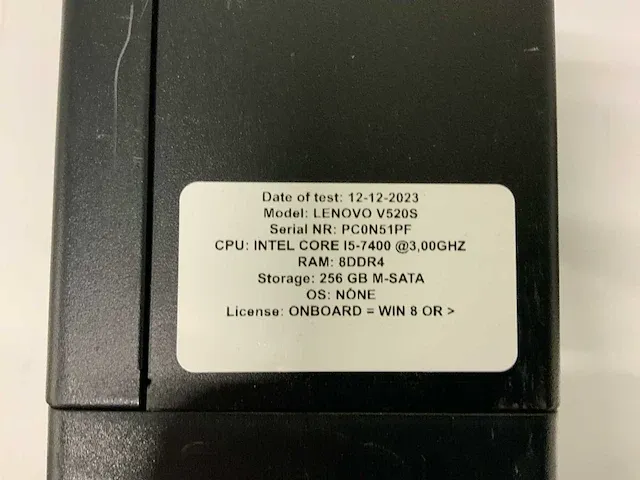 Date of test: 12-12-2023
Model: LENOVO V520S
Serial NR: PC0N51PF
CPU: INTEL CORE I5-7400 @3,00GHZ
RAM: 8DDR4
Storage: 256 GB M-SATA
OS: NONE
License: ONBOARD = WIN 8 OR >